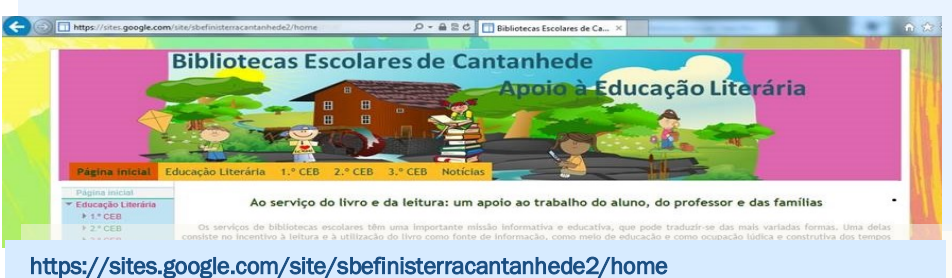 https://sites.google.com/site/sbefinisterracantanhede2/home
Bibliotecas Escolares de Ca...
Bibliotecas Escolares de Cantanhede
Apoio à Educação Literária
Página inicial Educação Literária 1.º CEB 2.º CEB 3.º CEB Notícias
Página inicial
Educação Literária
1.º CEB
2.º CEB
Ao serviço do livro e da leitura: um apoio ao trabalho do aluno, do professor e das famílias
Os serviços de bibliotecas escolares têm uma importante missão informativa e educativa, que pode traduzir-se das mais variadas formas. Uma delas
consiste no incentivo à leitura e à utilização do livro como fonte de informação, como meio de educação e como ocupação lúdica e construtiva dos tempos
https://sites.google.com/site/sbefinisterracantanhede2/home